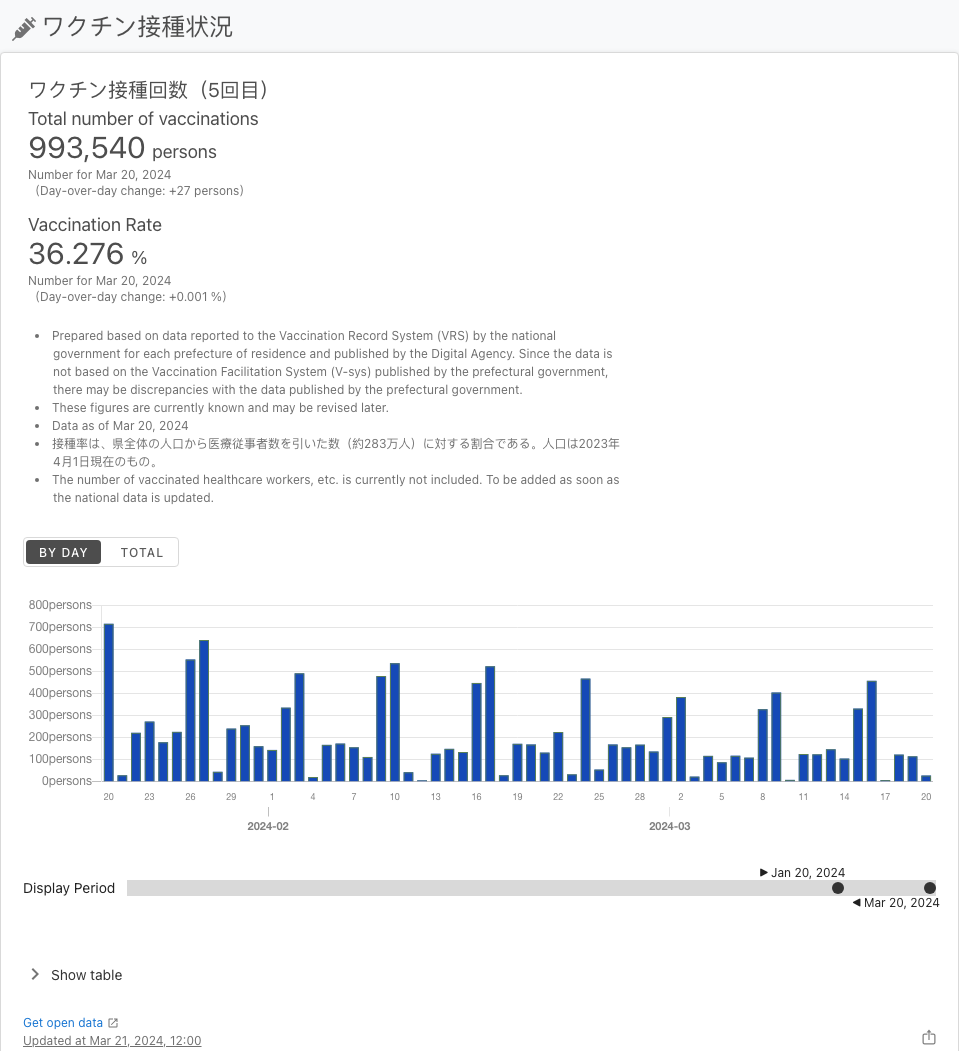 ワクチン接種状況
ワクチン接種回数（5回目）
Total number of vaccinations
993,540 persons
Number for Mar 20, 2024
（Day-over-day change: +27 persons）
Vaccination Rate
36.276 %
Number for Mar 20, 2024
（Day-over-day change: +0.001 %）
• Prepared based on data reported to the Vaccination Record System (VRS) by the national
government for each prefecture of residence and published by the Digital Agency. Since the data is
not based on the Vaccination Facilitation System (V-sys) published by the prefectural government,
there may be discrepancies with the data published by the prefectural government.
• These figures are currently known and may be revised later.
• Data as of Mar 20, 2024
• 接種率は、県全体の人口から医療従事者数を引いた数（約283万人）に対する割合である。人口は2023年
4月1日現在のもの。
• The number of vaccinated healthcare workers, etc. is currently not included. To be added as soon as
the national data is updated.
BY DAY TOTAL
800persons
700persons
600persons
500persons
400persons
300persons
200persons
100persons
0persons
20 23 26 29 1 4 7 10 13 16 19 22 25 28 2 5 8 11 14 17 20
2024-02 2024-03
Jan 20, 2024
Display Period
Mar 20, 2024
Show table
Get open data
Updated at Mar 21, 2024, 12:00